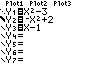 Plot1 Plot2 Plot3
\Y1=X²-3
\Y2=-X²+2
\Y3=X-1
\Y4=
\Y5=
\Y6=
\Y7=